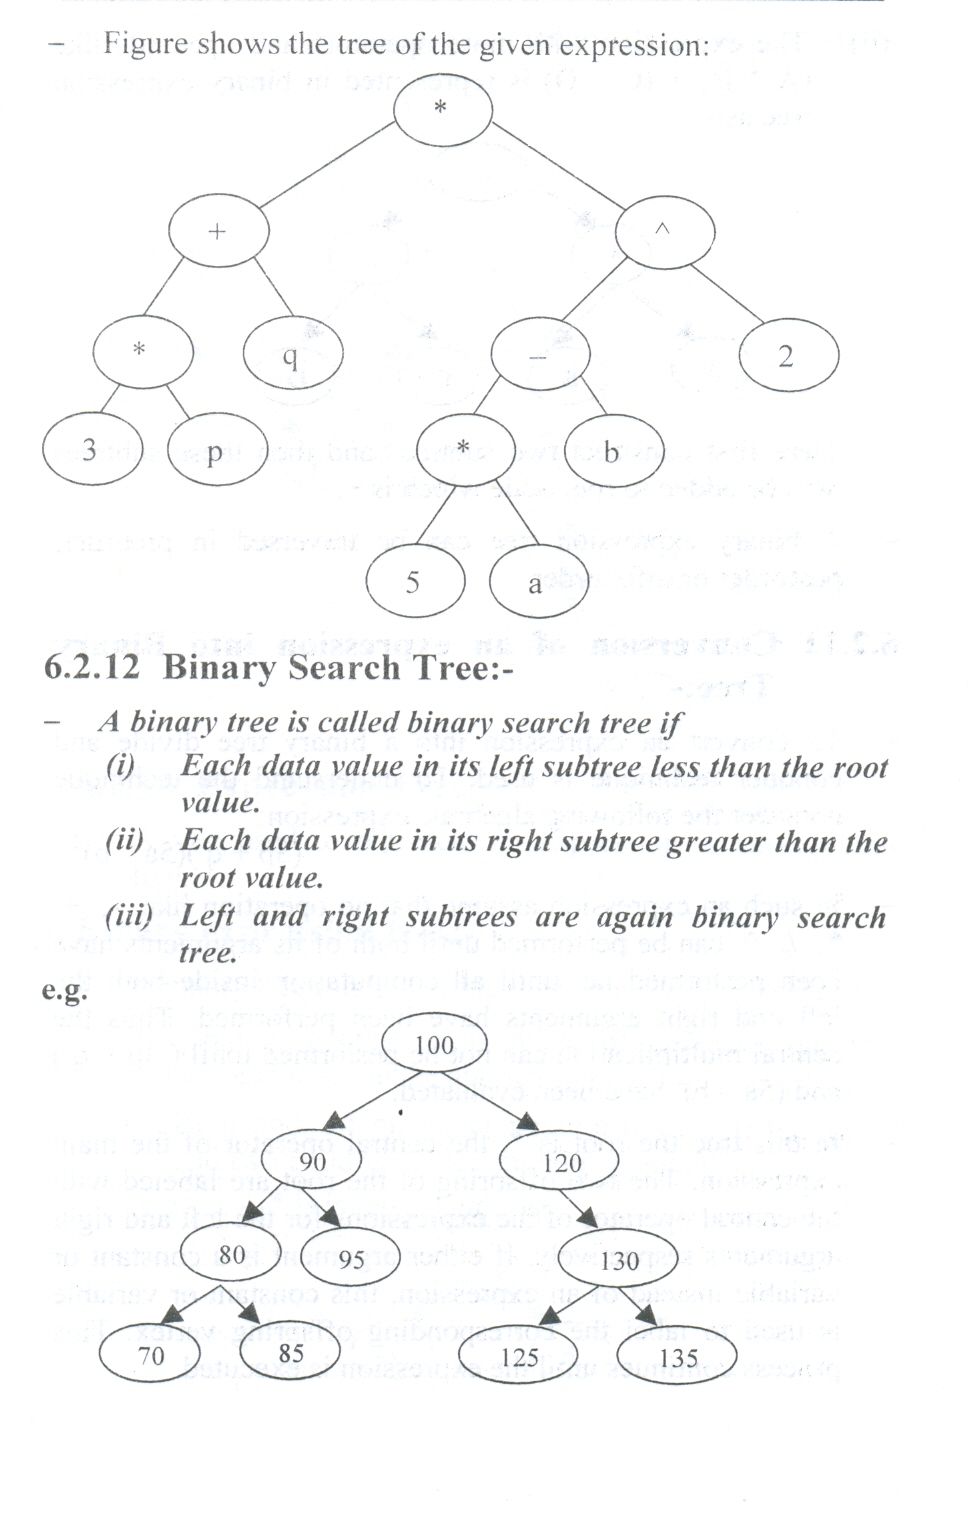 – Figure shows the tree of the given expression:
*
+ ^
* q – 2
3 p * b
5 a
6.2.12 Binary Search Tree:-
– A binary tree is called binary search tree if
(i) Each data value in its left subtree less than the root
value.
(ii) Each data value in its right subtree greater than the
root value.
(iii) Left and right subtrees are again binary search
tree.
e.g.
100
90 120
80 95 130
70 85 125 135